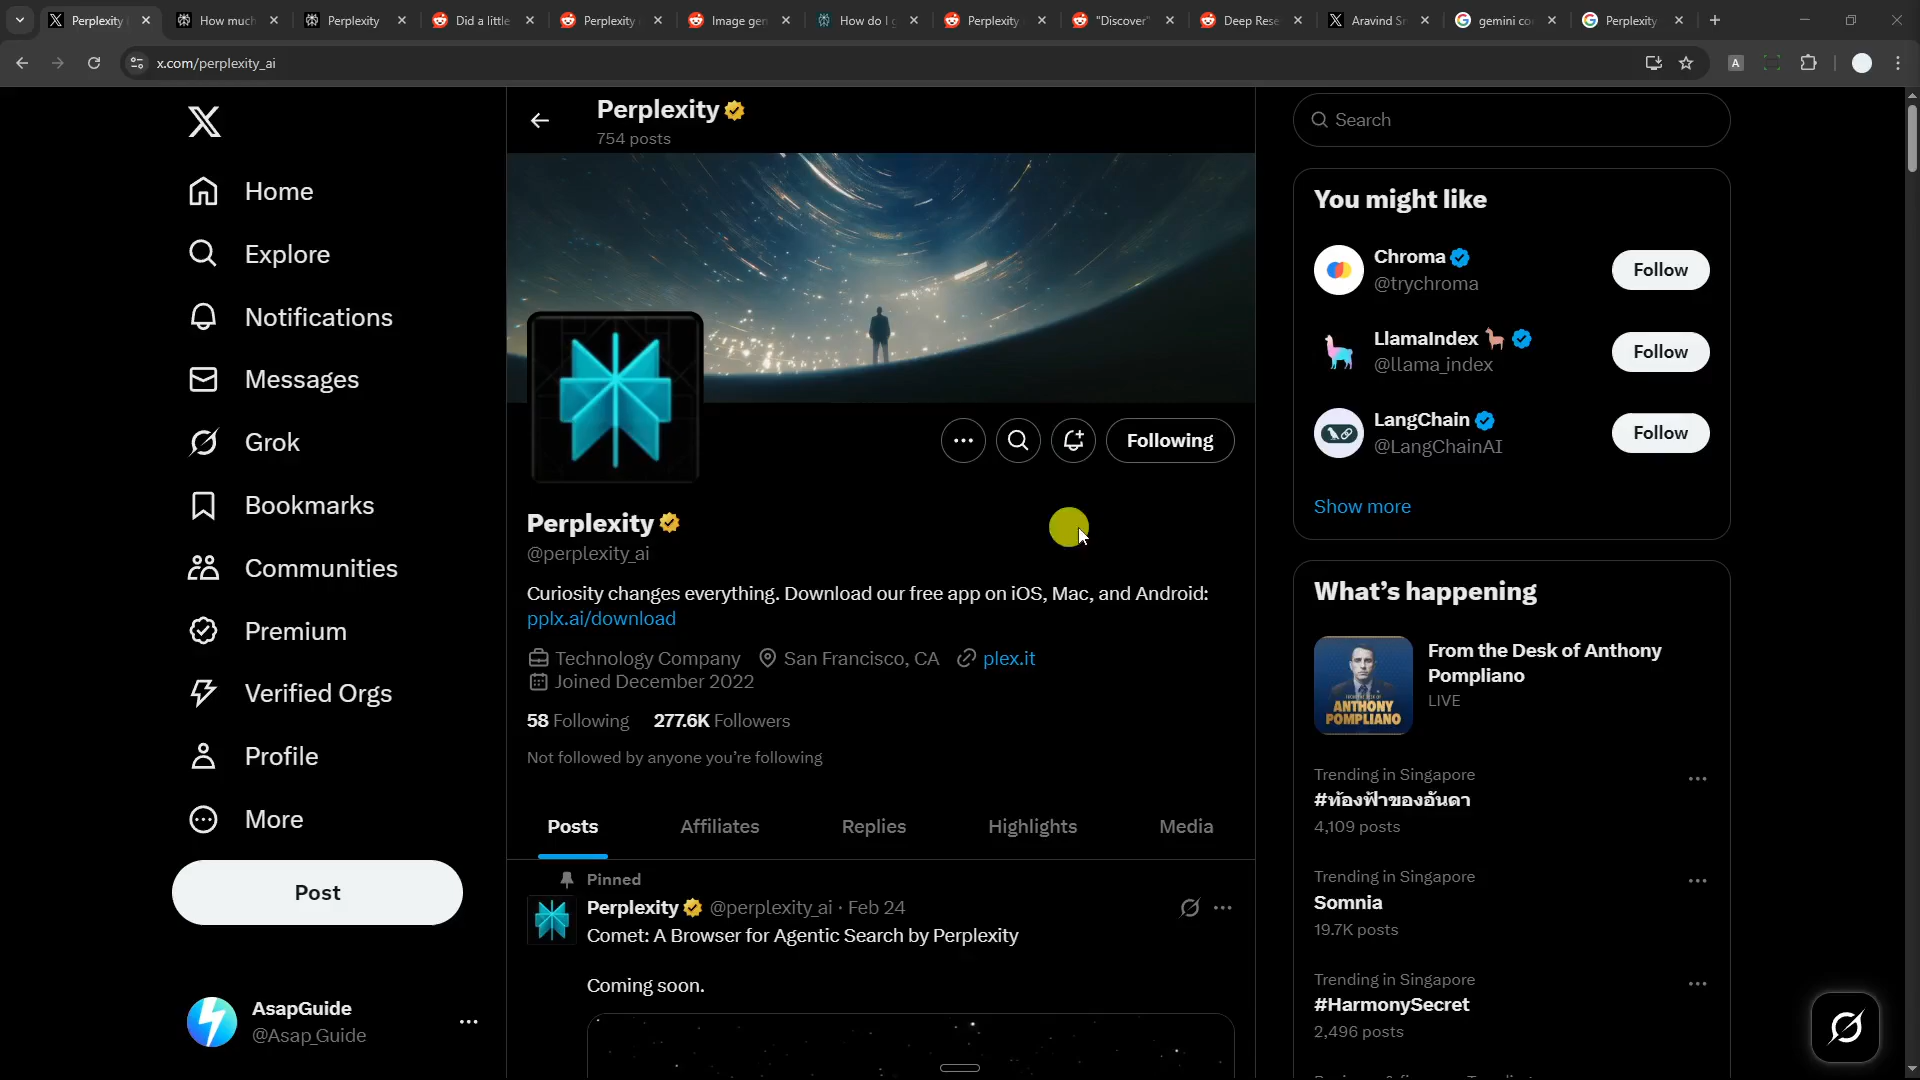 Perplexity
How much
Perplexity
Did a little
Perplexity
Image gen
How do I g
Perplexity
"Discover"
Deep Rese
Aravind Sr
gemini co
Perplexity
x.com/perplexity_ai
A
Perplexity
754 posts
Home
Explore
Notifications
Messages
Grok
Bookmarks
Communities
Premium
Verified Orgs
Profile
More
Post
AsapGuide
@Asap_Guide
Following
Perplexity
@perplexity_ai
Curiosity changes everything. Download our free app on iOS, Mac, and Android:
pplx.ai/download
Technology Company San Francisco, CA plex.it
Joined December 2022
58 Following 277.6K Followers
Not followed by anyone you're following
Posts Affiliates Replies Highlights Media
Pinned
Perplexity @perplexity_ai · Feb 24
Comet: A Browser for Agentic Search by Perplexity
Coming soon.
Search
You might like
Chroma
@trychroma
Follow
LlamaIndex
@llama_index
Follow
LangChain
@LangChainAI
Follow
Show more
What’s happening
From the Desk of Anthony
Pompliano
LIVE
ANTHONY
POMPLIANO
Trending in Singapore
#ท้องฟ้าของอันดา
4,109 posts
Trending in Singapore
Somnia
19.7K posts
Trending in Singapore
#HarmonySecret
2,496 posts